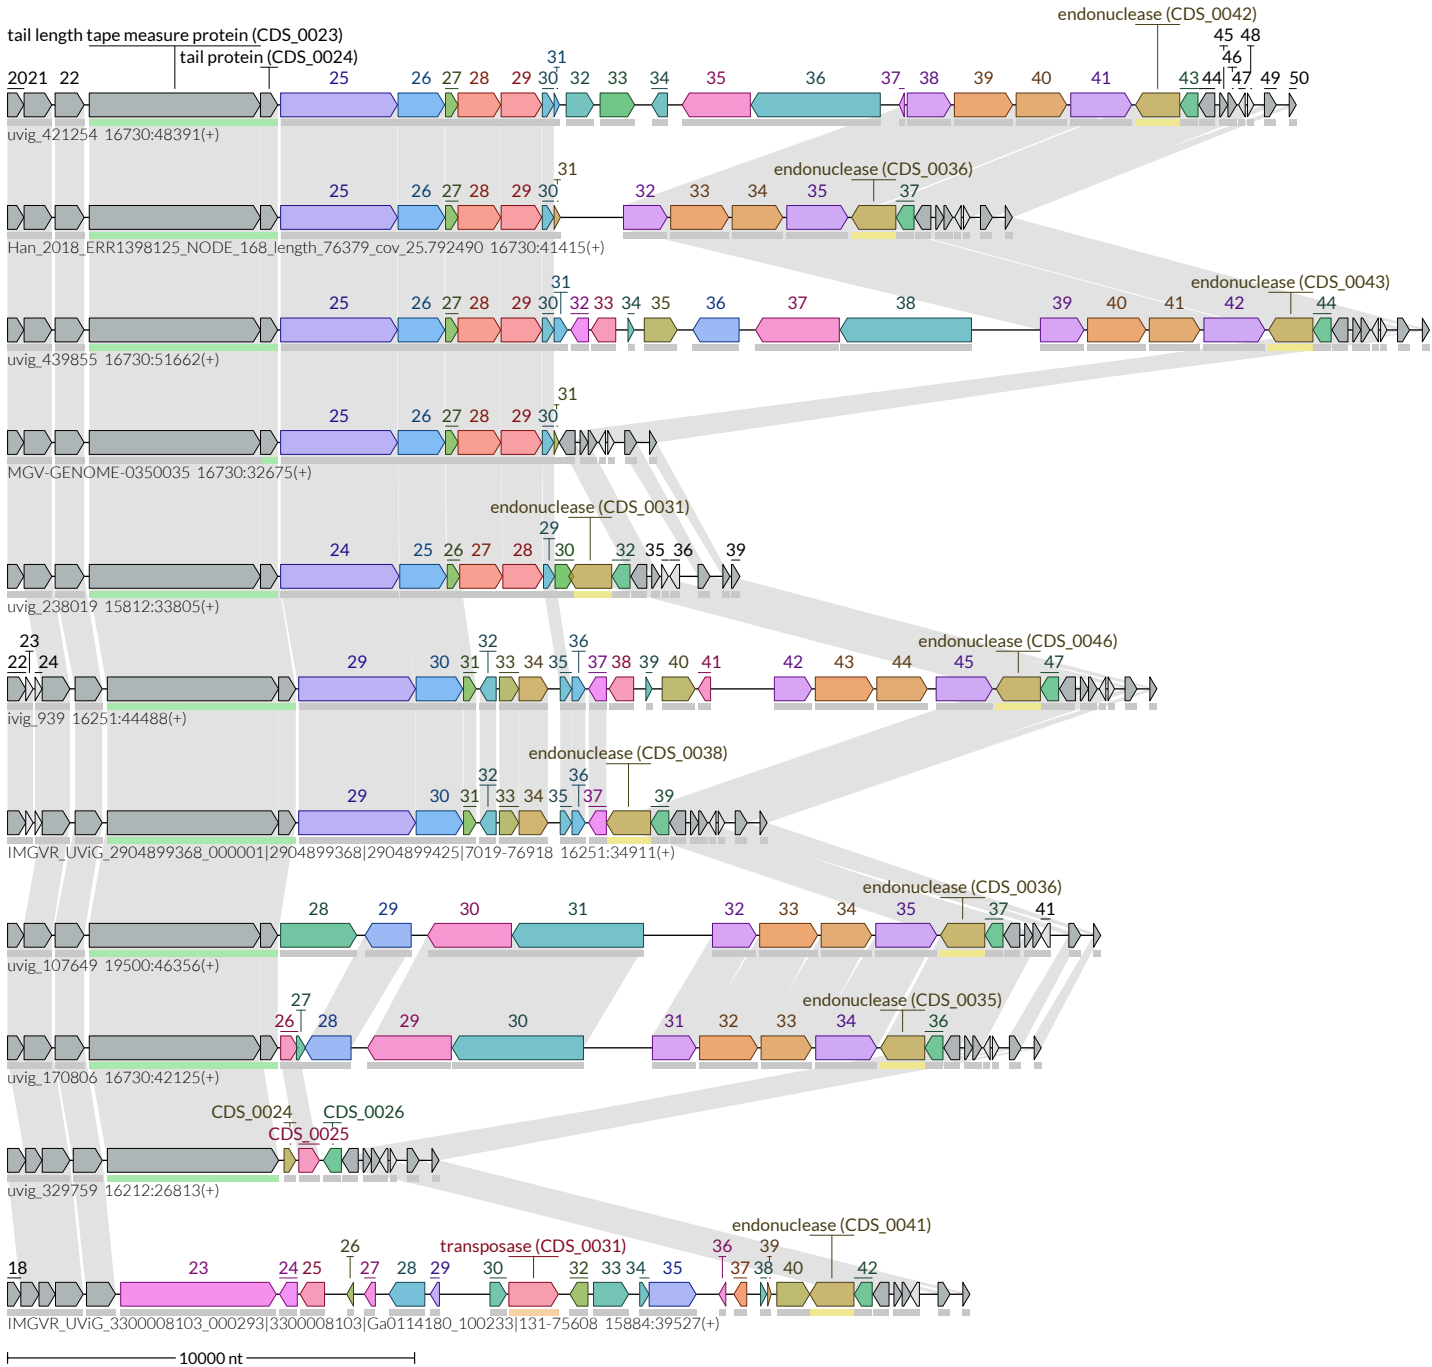 endonuclease (CDS_0042)
tail length tape measure protein (CDS_0023)
tail protein (CDS_0024)
20 21 22 25 26 27 28 29 30 31 32 33 34 35 36 37 38 39 40 41 43 44 45 46 47 48 49 50
uvig_421254 16730:48391(+)
endonuclease (CDS_0036)
25 26 27 28 29 30 31 32 33 34 35 37
Han_2018_ERR1398125_NODE_168_length_76379_cov_25.792490 16730:41415(+)
endonuclease (CDS_0043)
25 26 27 28 29 30 31 32 33 34 35 36 37 38 39 40 41 42 44
uvig_439855 16730:51662(+)
25 26 27 28 29 30 31
MGV-GENOME-0350035 16730:32675(+)
endonuclease (CDS_0031)
24 25 26 27 28 29 30 32 35 36 39
uvig_238019 15812:33805(+)
endonuclease (CDS_0046)
22 23 24 29 30 31 32 33 34 35 36 37 38 39 40 41 42 43 44 45 47
ivig_939 16251:44488(+)
endonuclease (CDS_0038)
29 30 31 32 33 34 35 36 37 39
IMGVR_UViG_2904899368_000001|2904899368|2904899425|7019-76918 16251:34911(+)
endonuclease (CDS_0036)
28 29 30 31 32 33 34 35 37 41
uvig_107649 19500:46356(+)
endonuclease (CDS_0035)
26 27 28 29 30 31 32 33 34 36
uvig_170806 16730:42125(+)
CDS_0024 CDS_0026
CDS_0025
uvig_329759 16212:26813(+)
endonuclease (CDS_0041)
transposase (CDS_0031)
18 23 24 25 26 27 28 29 30 32 33 34 35 36 37 38 39 40 42
IMGVR_UViG_3300008103_000293|3300008103|Ga0114180_100233|131-75608 15884:39527(+)
10000 nt